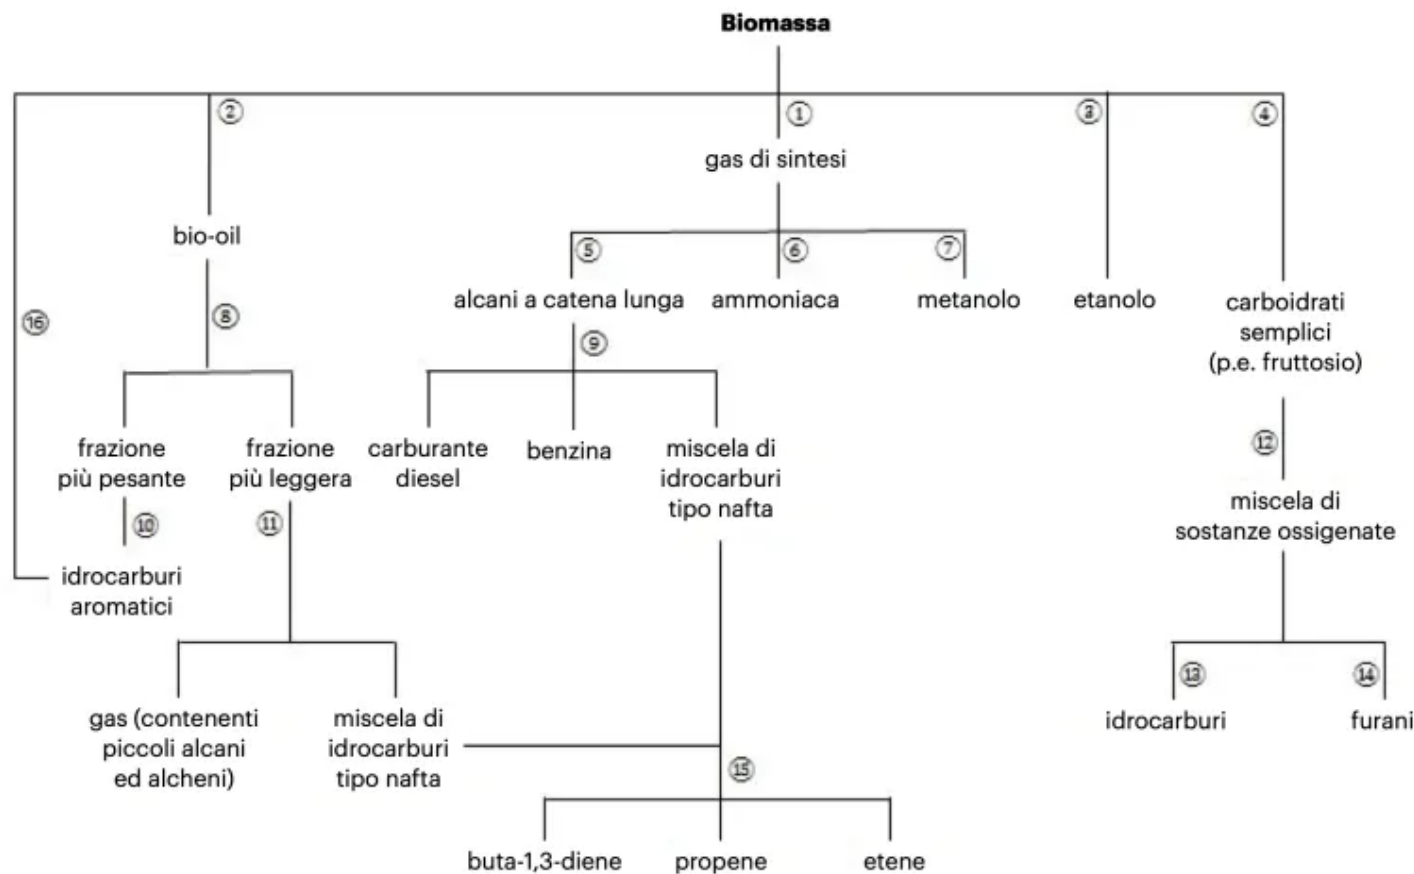 Biomassa
②
①
③
④
gas di sintesi
bio-oil
⑤
⑥
⑦
alcani a catena lunga
ammoniaca
metanolo
etanolo
carboidrati
semplici
(p.e. fruttosio)
⑯
⑧
⑨
frazione
più pesante
frazione
più leggera
carburante
diesel
benzina
miscela di
idrocarburi
tipo nafta
⑫
miscela di
sostanze ossigenate
⑩
⑪
idrocarburi
aromatici
⑬
⑭
idrocarburi
furani
gas (contenenti
piccoli alcani
ed alcheni)
miscela di
idrocarburi
tipo nafta
⑮
buta-1,3-diene
propene
etene